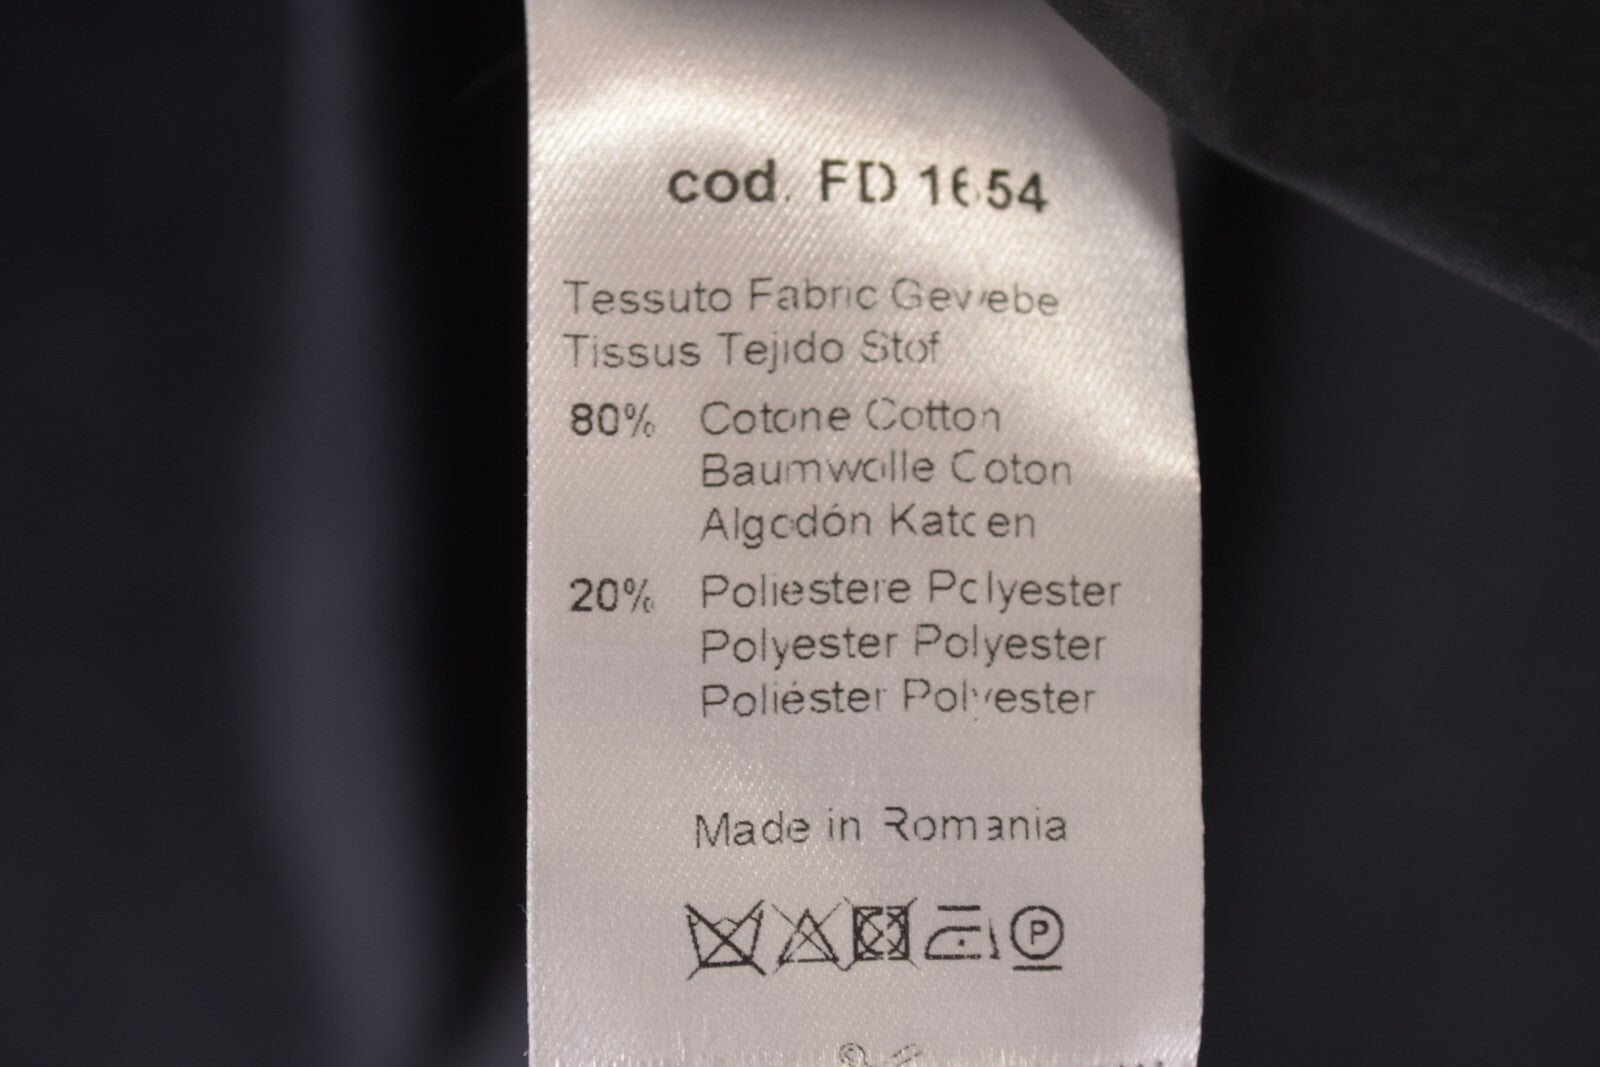 cod. FD 1654
Tessuto Fabric Gewebe
Tissus Tejido Stof
80% Cotone Cotton
Baumwolle Coton
Algodón Katoen
20% Poliestere Polyester
Polyester Polyester
Poliéster Polyester
Made in Romania
P